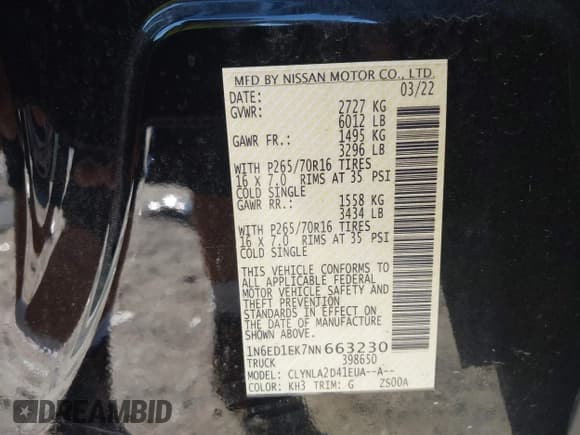 MFD BY NISSAN MOTOR CO., LTD.
DATE: 03/22
GVWR: 2727 KG
6012 LB
GAWR FR.: 1495 KG
3296 LB
WITH P265/70R16 TIRES
16 X 7.0 RIMS AT 35 PSI
COLD SINGLE
GAWR RR.: 1558 KG
3434 LB
WITH P265/70R16 TIRES
16 X 7.0 RIMS AT 35 PSI
COLD SINGLE
THIS VEHICLE CONFORMS TO
ALL APPLICABLE FEDERAL
MOTOR VEHICLE SAFETY AND
THEFT PREVENTION
STANDARDS IN EFFECT ON
THE DATE OF MANUFACTURE
SHOWN ABOVE.
1N6ED1EK7NN663230
TRUCK 398650
MODEL: CLYNLA2D41EUA--A--
COLOR: KH3 TRIM: G ZS00A
DREAMBID